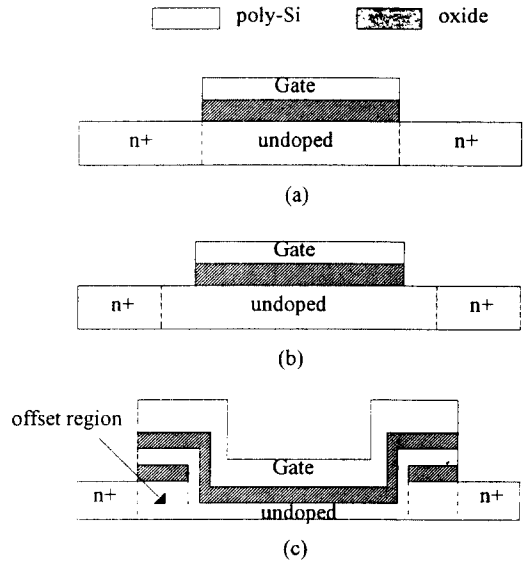 poly-Si oxide
Gate
n+ undoped n+
(a)
Gate
n+ undoped n+
(b)
offset region
Gate
n+ n+
undoped
(c)